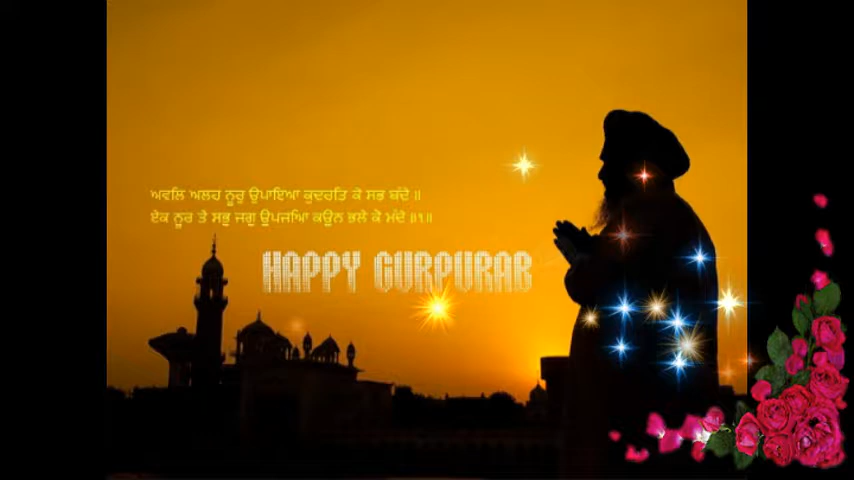 ਅਵਲਿ ਅਲਹ ਨੂਰੁ ਉਪਾਇਆ ਕੁਦਰਤਿ ਕੇ ਸਭ ਬੰਦੇ ॥
ਏਕ ਨੂਰ ਤੇ ਸਭੁ ਜਗੁ ਉਪਜਿਆ ਕਉਨ ਭਲੇ ਕੋ ਮੰਦੇ ॥੧॥
HAPPY GURPURAB